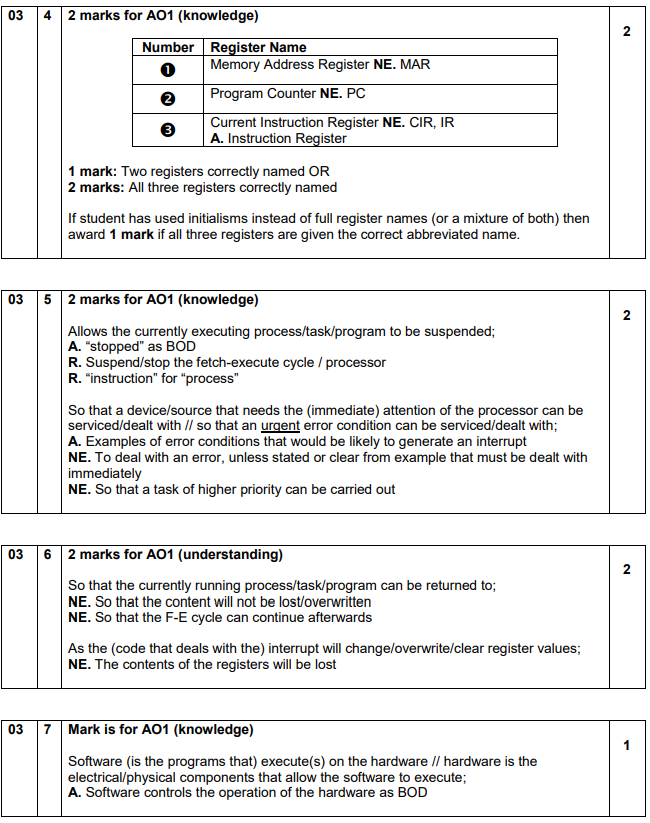 03 4 2 marks for AO1 (knowledge) 2
Number Register Name
❶ Memory Address Register NE. MAR
❷ Program Counter NE. PC
❸ Current Instruction Register NE. CIR, IR
A. Instruction Register
1 mark: Two registers correctly named OR
2 marks: All three registers correctly named
If student has used initialisms instead of full register names (or a mixture of both) then
award 1 mark if all three registers are given the correct abbreviated name.
03 5 2 marks for AO1 (knowledge) 2
Allows the currently executing process/task/program to be suspended;
A. “stopped” as BOD
R. Suspend/stop the fetch-execute cycle / processor
R. “instruction” for “process”
So that a device/source that needs the (immediate) attention of the processor can be
serviced/dealt with // so that an urgent error condition can be serviced/dealt with;
A. Examples of error conditions that would be likely to generate an interrupt
NE. To deal with an error, unless stated or clear from example that must be dealt with
immediately
NE. So that a task of higher priority can be carried out
03 6 2 marks for AO1 (understanding) 2
So that the currently running process/task/program can be returned to;
NE. So that the content will not be lost/overwritten
NE. So that the F-E cycle can continue afterwards
As the (code that deals with the) interrupt will change/overwrite/clear register values;
NE. The contents of the registers will be lost
03 7 Mark is for AO1 (knowledge) 1
Software (is the programs that) execute(s) on the hardware // hardware is the
electrical/physical components that allow the software to execute;
A. Software controls the operation of the hardware as BOD